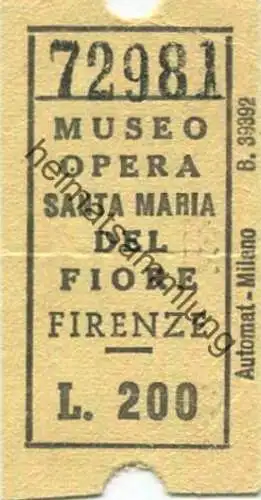 72981
MUSEO
OPERA
SANTA MARIA
DEL
FIORE
FIRENZE
L. 200
Automat - Milano B. 39392
heimatsammlung